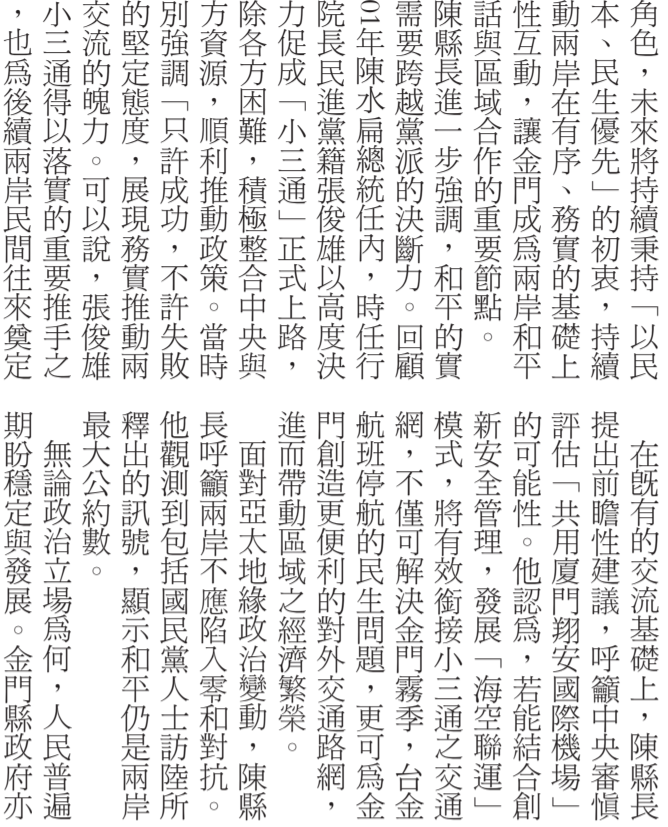 角色，未來將持續秉持「以民
本、民生優先」的初衷，持續
動兩岸在有序、務實的基礎上
性互動，讓金門成爲兩岸和平
話與區域合作的重要節點。
陳縣長進一步強調，和平的實
需要跨越黨派的決斷力。回顧
01年陳水扁總統任內，時任行
院長民進黨籍張俊雄以高度決
力促成「小三通」正式上路，
除各方困難，積極整合中央與
方資源，順利推動政策。當時
別強調「只許成功，不許失敗
的堅定態度，展現務實推動兩
交流的魄力。可以說，張俊雄
小三通得以落實的重要推手之
，也爲後續兩岸民間往來奠定
在既有的交流基礎上，陳縣長
提出前瞻性建議，呼籲中央審慎
評估「共用廈門翔安國際機場」
的可能性。他認爲，若能結合創
新安全管理，發展「海空聯運」
模式，將有效銜接小三通之交通
網，不僅可解決金門霧季，台金
航班停航的民生問題，更可爲金
門創造更便利的對外交通路網，
進而帶動區域之經濟繁榮。
面對亞太地緣政治變動，陳縣
長呼籲兩岸不應陷入零和對抗。
他觀測到包括國民黨人士訪陸所
釋出的訊號，顯示和平仍是兩岸
最大公約數。
無論政治立場爲何，人民普遍
期盼穩定與發展。金門縣政府亦